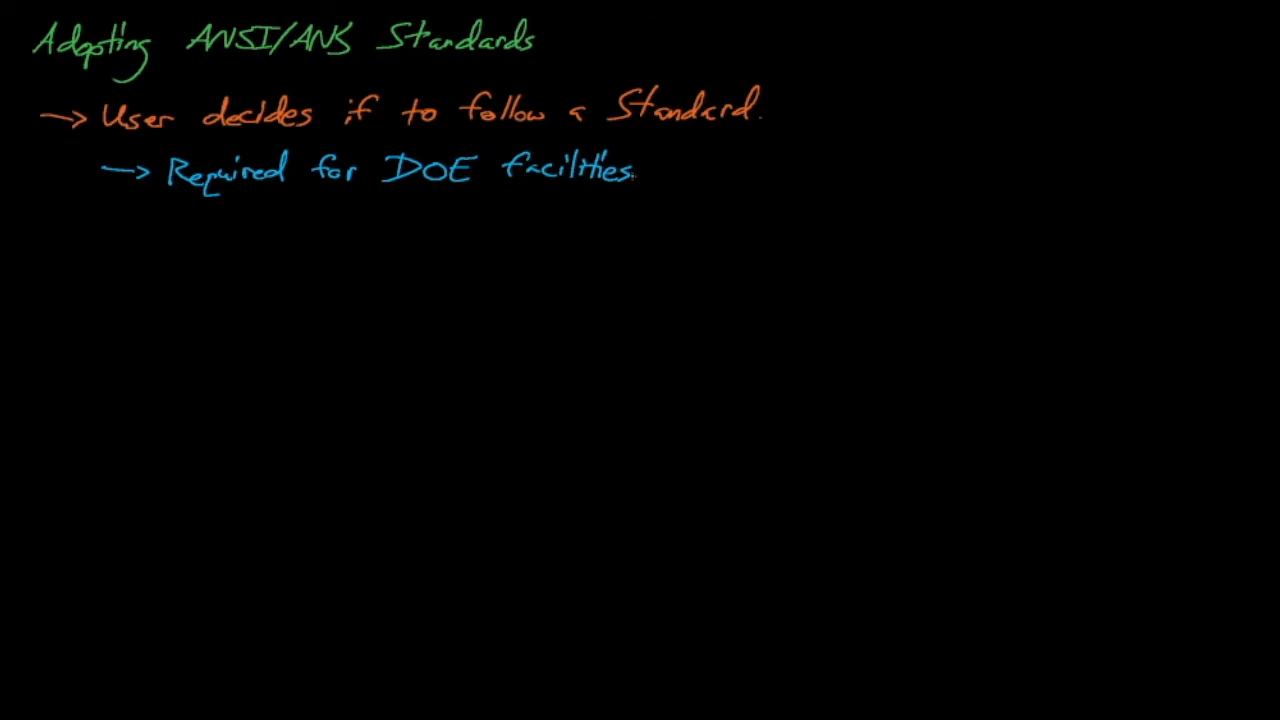 Adopting ANSI/ANS Standards
→ User decides if to follow a Standard.
→ Required for DOE facilities